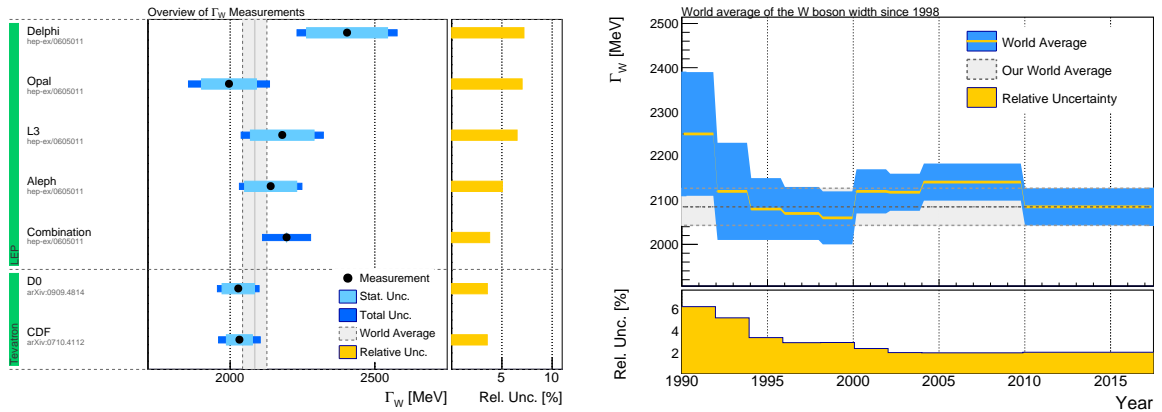 Overview of Γ_W Measurements
Delphi
hep-ex/0605011
Opal
hep-ex/0605011
L3
hep-ex/0605011
Aleph
hep-ex/0605011
Combination
hep-ex/0605011
LEP
D0
arXiv:0909.4814
CDF
arXiv:0710.4112
Tevatron
Measurement
Stat. Unc.
Total Unc.
World Average
Relative Unc.
2000 2500
Γ_W [MeV]
5 10
Rel. Unc. [%]
World average of the W boson width since 1998
Γ_W [MeV]
2500
2400
2300
2200
2100
2000
World Average
Our World Average
Relative Uncertainty
Rel. Unc. [%]
6
4
2
1990 1995 2000 2005 2010 2015
Year